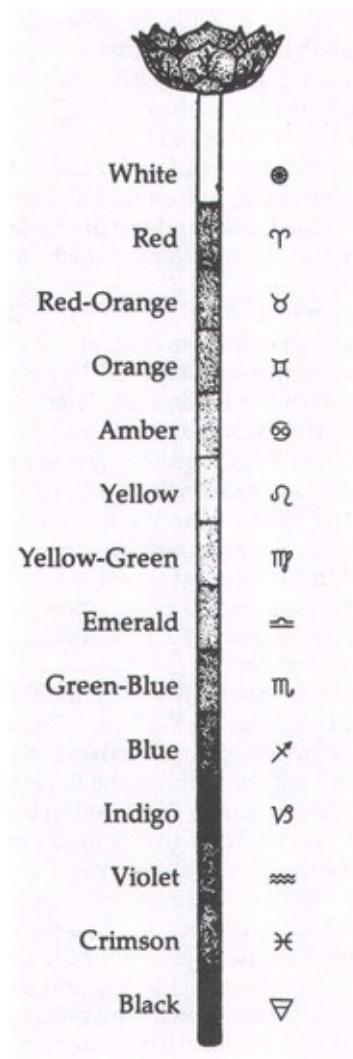 White
Red ♈
Red-Orange ♉
Orange ♊
Amber ♋
Yellow ♌
Yellow-Green ♍
Emerald ♎
Green-Blue ♏
Blue ♐
Indigo ♑
Violet ♒
Crimson ♓
Black